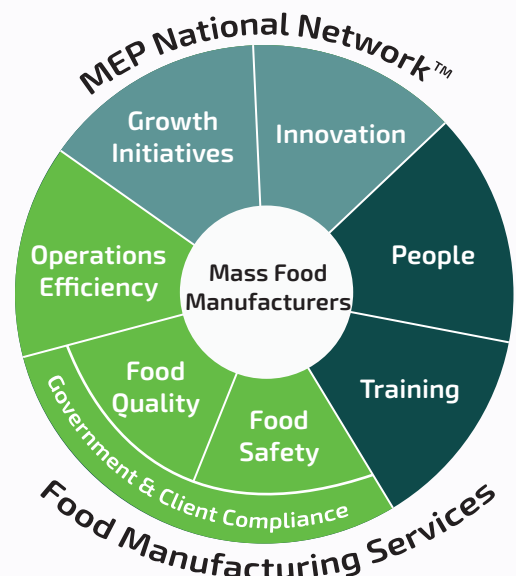 MEP National Network™
Growth
Initiatives
Innovation
Operations
Efficiency
People
Mass Food
Manufacturers
Food
Quality
Food
Safety
Training
Government & Client Compliance
Food Manufacturing Services